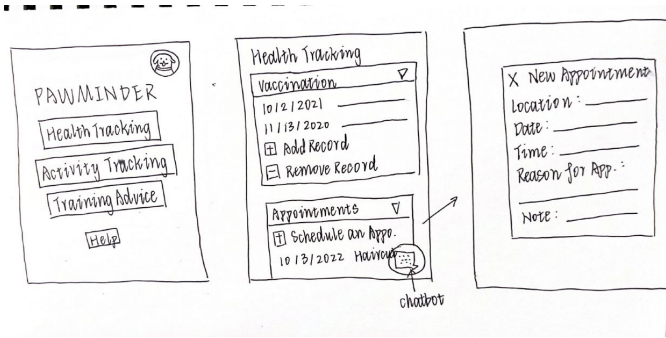 PAWMINDER
Health Tracking
Activity Tracking
Training Advice
Help
Health Tracking
Vaccination
10/2/2021
11/13/2020
+ Add Record
- Remove Record
Appointments
+ Schedule an Appo.
10/3/2022 Haircut
chatbot
X New Appointment
Location:
Date:
Time:
Reason for App.:
Note: